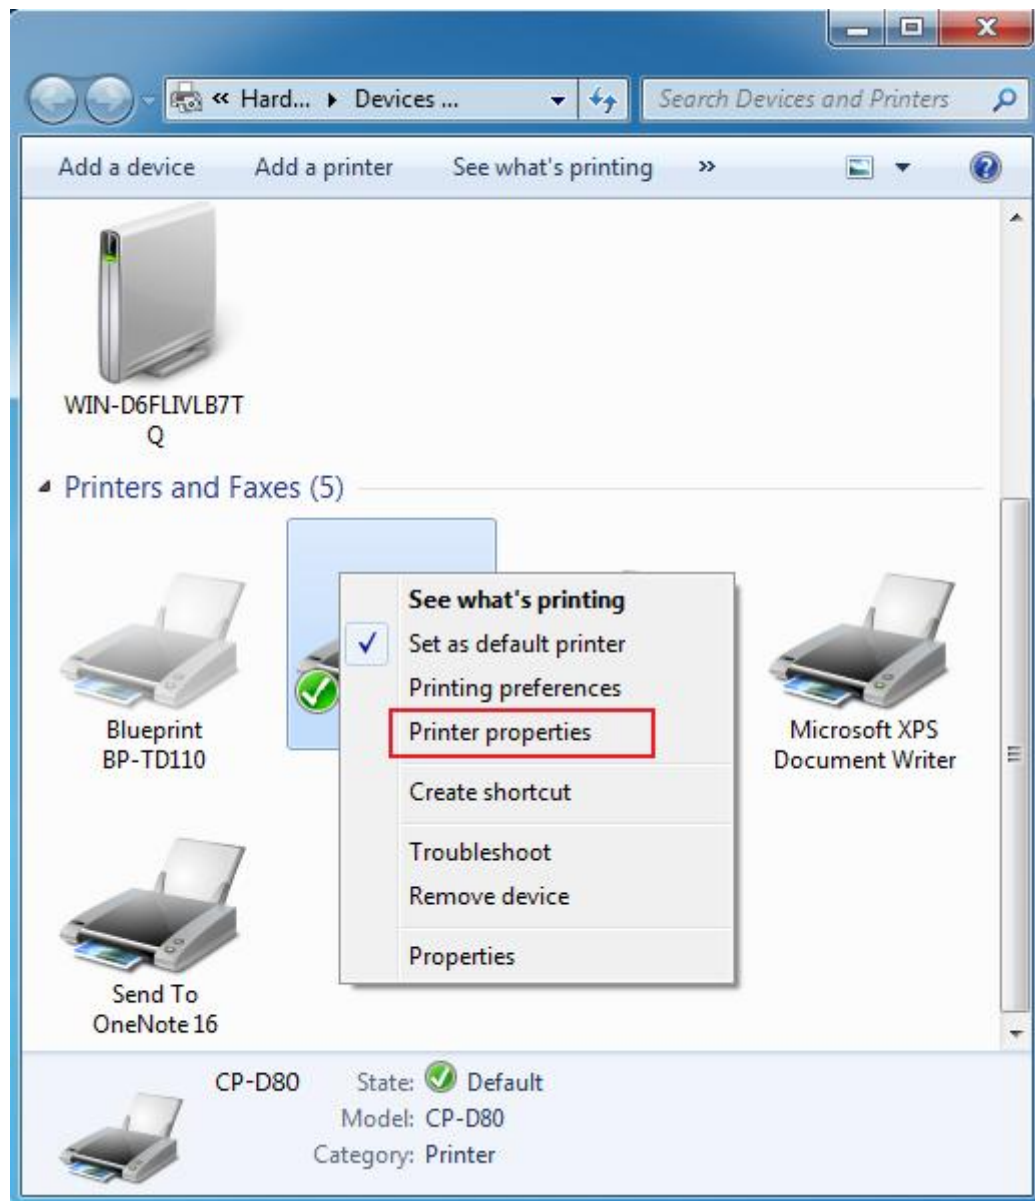 « Hard... ▸ Devices ...
Search Devices and Printers
Add a device Add a printer See what's printing »
WIN-D6FLIVLB7T
Q
Printers and Faxes (5)
Blueprint
BP-TD110
See what's printing
Set as default printer
Printing preferences
Printer properties
Create shortcut
Troubleshoot
Remove device
Properties
Microsoft XPS
Document Writer
Send To
OneNote 16
CP-D80 State: Default
Model: CP-D80
Category: Printer